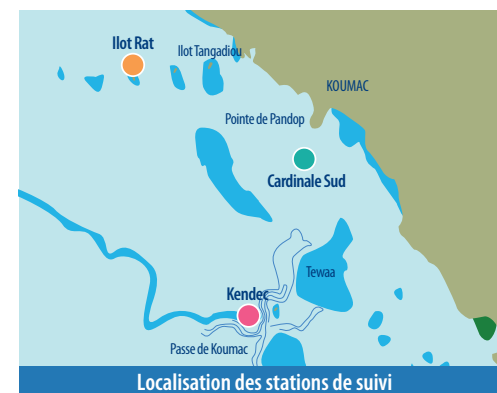 Ilot Rat
Ilot Tangadiou
KOUMAC
Pointe de Pandop
Cardinale Sud
Tewaa
Kendec
Passe de Koumac
Localisation des stations de suivi